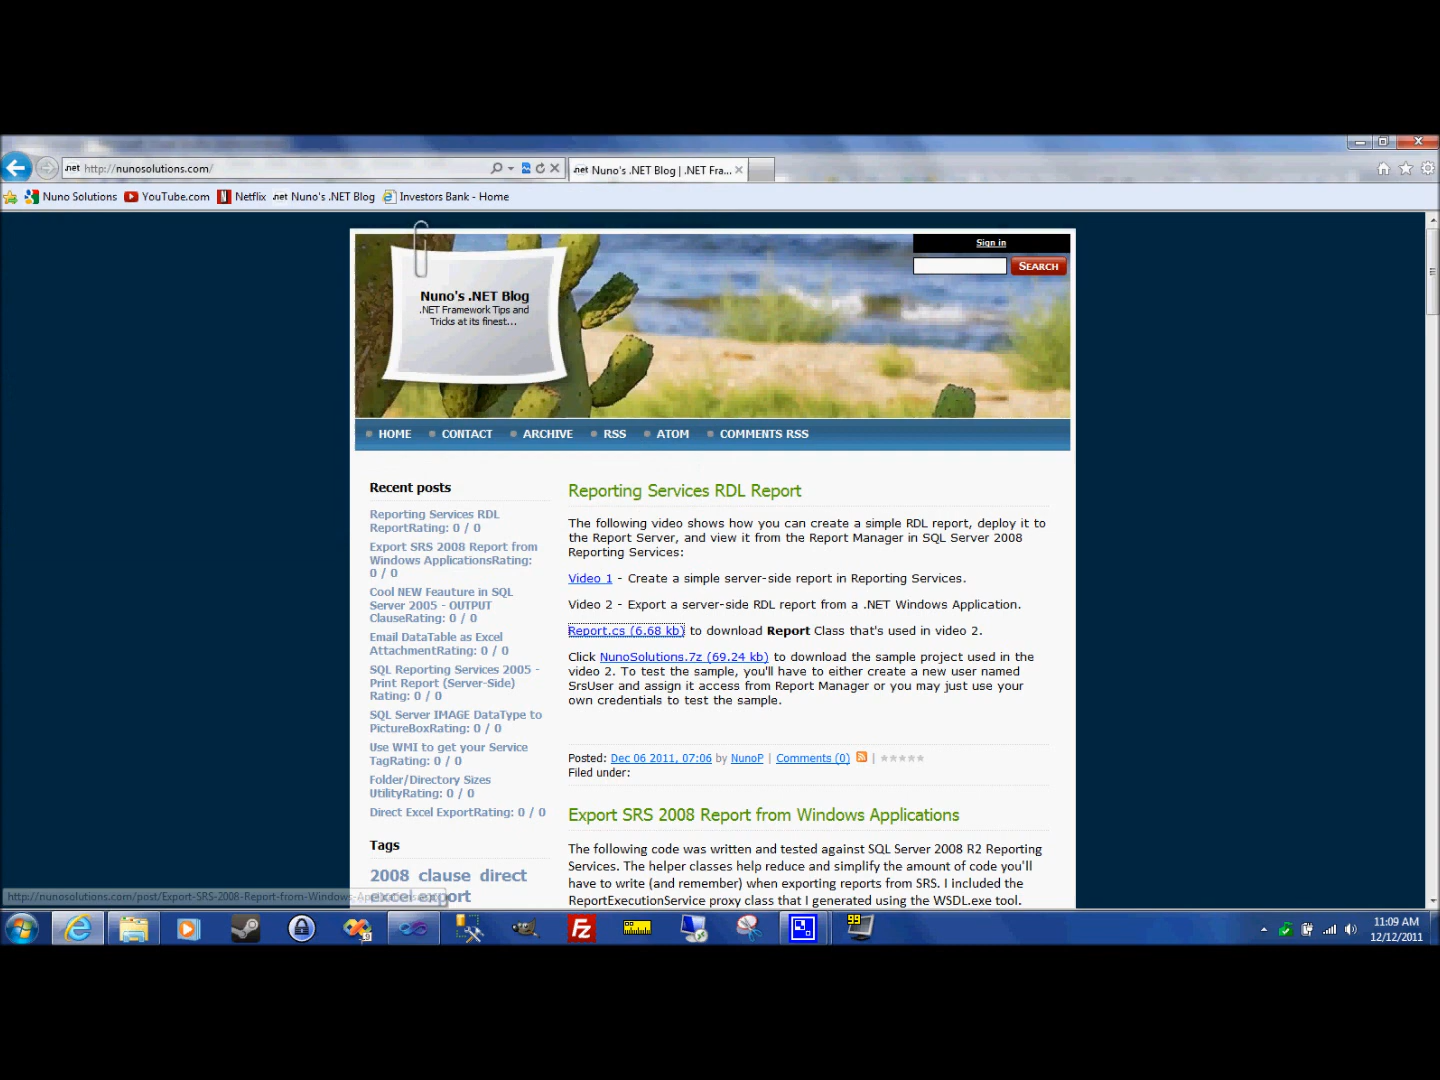 .net http://nunosolutions.com/
.net Nuno's .NET Blog | .NET Fra...
Nuno Solutions YouTube.com Netflix .net Nuno's .NET Blog Investors Bank - Home
Sign in
SEARCH
Nuno's .NET Blog
.NET Framework Tips and
Tricks at its finest...
HOME CONTACT ARCHIVE RSS ATOM COMMENTS RSS
Recent posts
Reporting Services RDL
ReportRating: 0 / 0
Export SRS 2008 Report from
Windows ApplicationsRating:
0 / 0
Cool NEW Feauture in SQL
Server 2005 - OUTPUT
ClauseRating: 0 / 0
Email DataTable as Excel
AttachmentRating: 0 / 0
SQL Reporting Services 2005 -
Print Report (Server-Side)
Rating: 0 / 0
SQL Server IMAGE DataType to
PictureBoxRating: 0 / 0
Use WMI to get your Service
TagRating: 0 / 0
Folder/Directory Sizes
UtilityRating: 0 / 0
Direct Excel ExportRating: 0 / 0
Tags
2008 clause direct
excel export
Reporting Services RDL Report
The following video shows how you can create a simple RDL report, deploy it to
the Report Server, and view it from the Report Manager in SQL Server 2008
Reporting Services:
Video 1 - Create a simple server-side report in Reporting Services.
Video 2 - Export a server-side RDL report from a .NET Windows Application.
Report.cs (6.68 kb) to download Report Class that's used in video 2.
Click NunoSolutions.7z (69.24 kb) to download the sample project used in the
video 2. To test the sample, you'll have to either create a new user named
SrsUser and assign it access from Report Manager or you may just use your
own credentials to test the sample.
Posted: Dec 06 2011, 07:06 by NunoP | Comments (0) |
Filed under:
Export SRS 2008 Report from Windows Applications
The following code was written and tested against SQL Server 2008 R2 Reporting
Services. The helper classes help reduce and simplify the amount of code you'll
have to write (and remember) when exporting reports from SRS. I included the
ReportExecutionService proxy class that I generated using the WSDL.exe tool.
http://nunosolutions.com/post/Export-SRS-2008-Report-from-Windows-
Fz
99
11:09 AM
12/12/2011